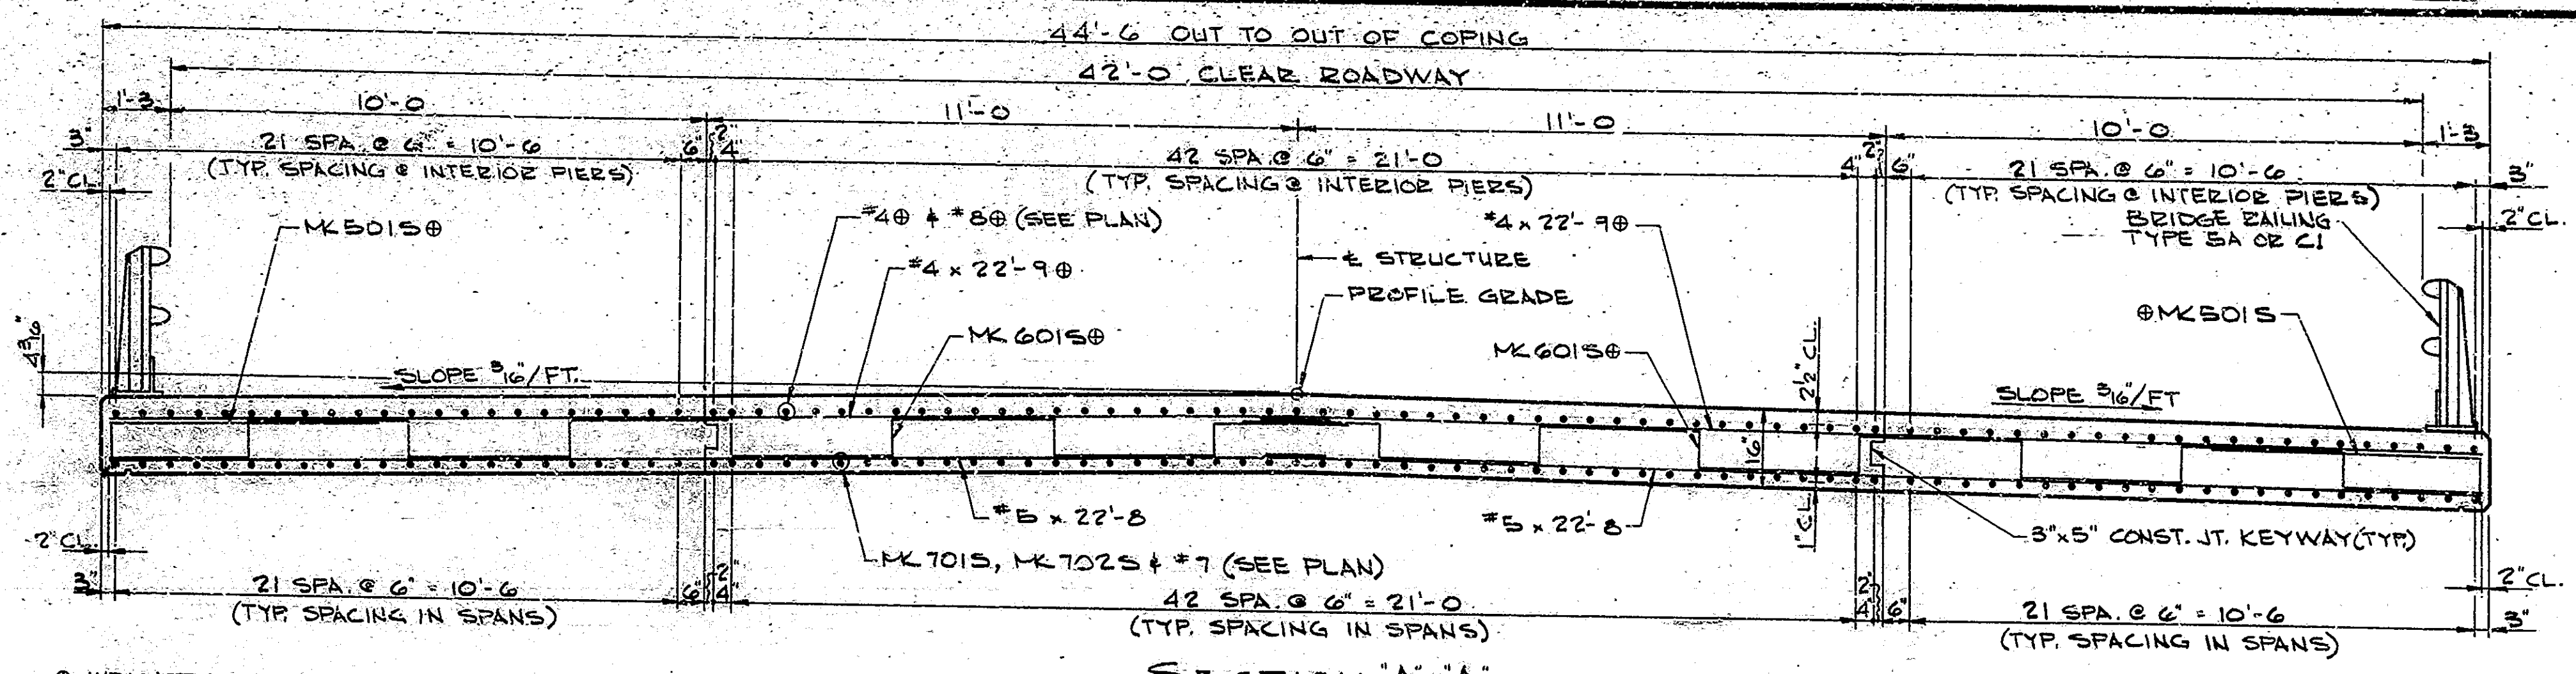 44'-6 OUT TO OUT OF COPING
42'-0 CLEAR ROADWAY
1'-3 10'-0 11'-0 11'-0 10'-0 1'-3
3" 21 SPA. @ 6" = 10'-6 6" 2" 4" 42 SPA. @ 6" = 21'-0 4" 2" 6" 21 SPA. @ 6" = 10'-6 3"
(TYP. SPACING @ INTERIOR PIERS) (TYP. SPACING @ INTERIOR PIERS) (TYP. SPACING @ INTERIOR PIERS)
2" CL. 2" CL.
BRIDGE RAILING
TYPE 5A OR C1
MK501S⊕
#4⊕ & #8⊕ (SEE PLAN)
#4 x 22'-9⊕
#4 x 22'-9⊕
℄ STRUCTURE
PROFILE GRADE
MK601S⊕
MK601S⊕
⊕MK501S
4 3/16"
SLOPE 3/16"/FT.
SLOPE 3/16"/FT
2½" CL.
16"
1" CL.
#5 x 22'-8
#5 x 22'-8
3"x5" CONST. JT. KEYWAY (TYP.)
MK701S, MK702S & #7 (SEE PLAN)
2" CL. 2" CL.
3" 21 SPA. @ 6" = 10'-6 6" 2" 4" 42 SPA. @ 6" = 21'-0 4" 2" 6" 21 SPA. @ 6" = 10'-6 3"
(TYP. SPACING IN SPANS) (TYP. SPACING IN SPANS) (TYP. SPACING IN SPANS)
SECTION "A"-"A"